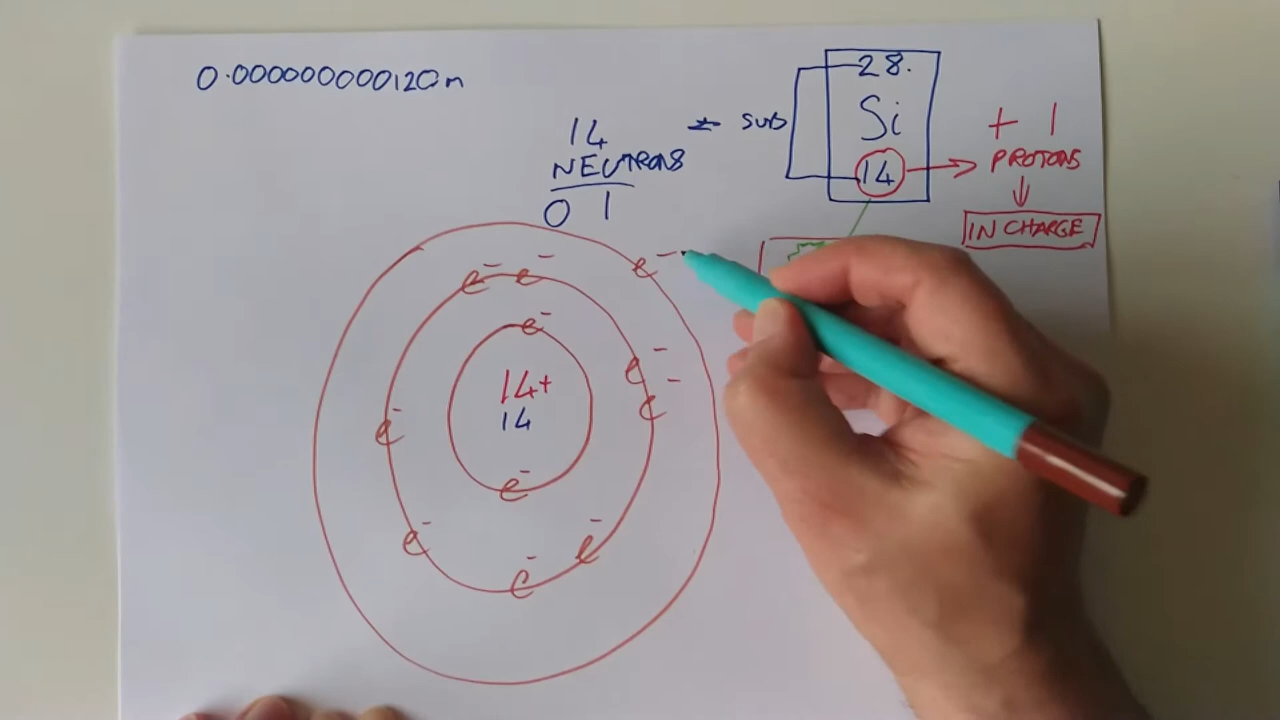 0.000000000120m
28.
Si
14
sub
14
NEUTRONS
0 1
+ 1
PROTONS
IN CHARGE
e-
e- e-
e-
e-
e-
14+
14
e-
e-
e-
e-
e-